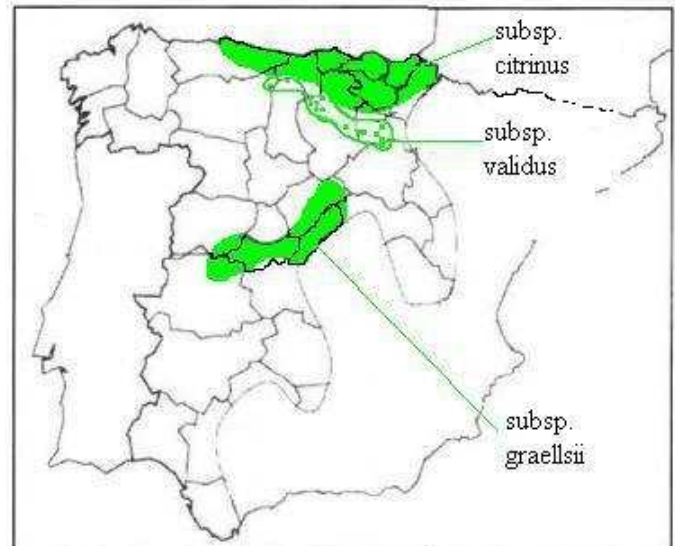 subsp.
citrinus
subsp.
validus
subsp.
graellsii